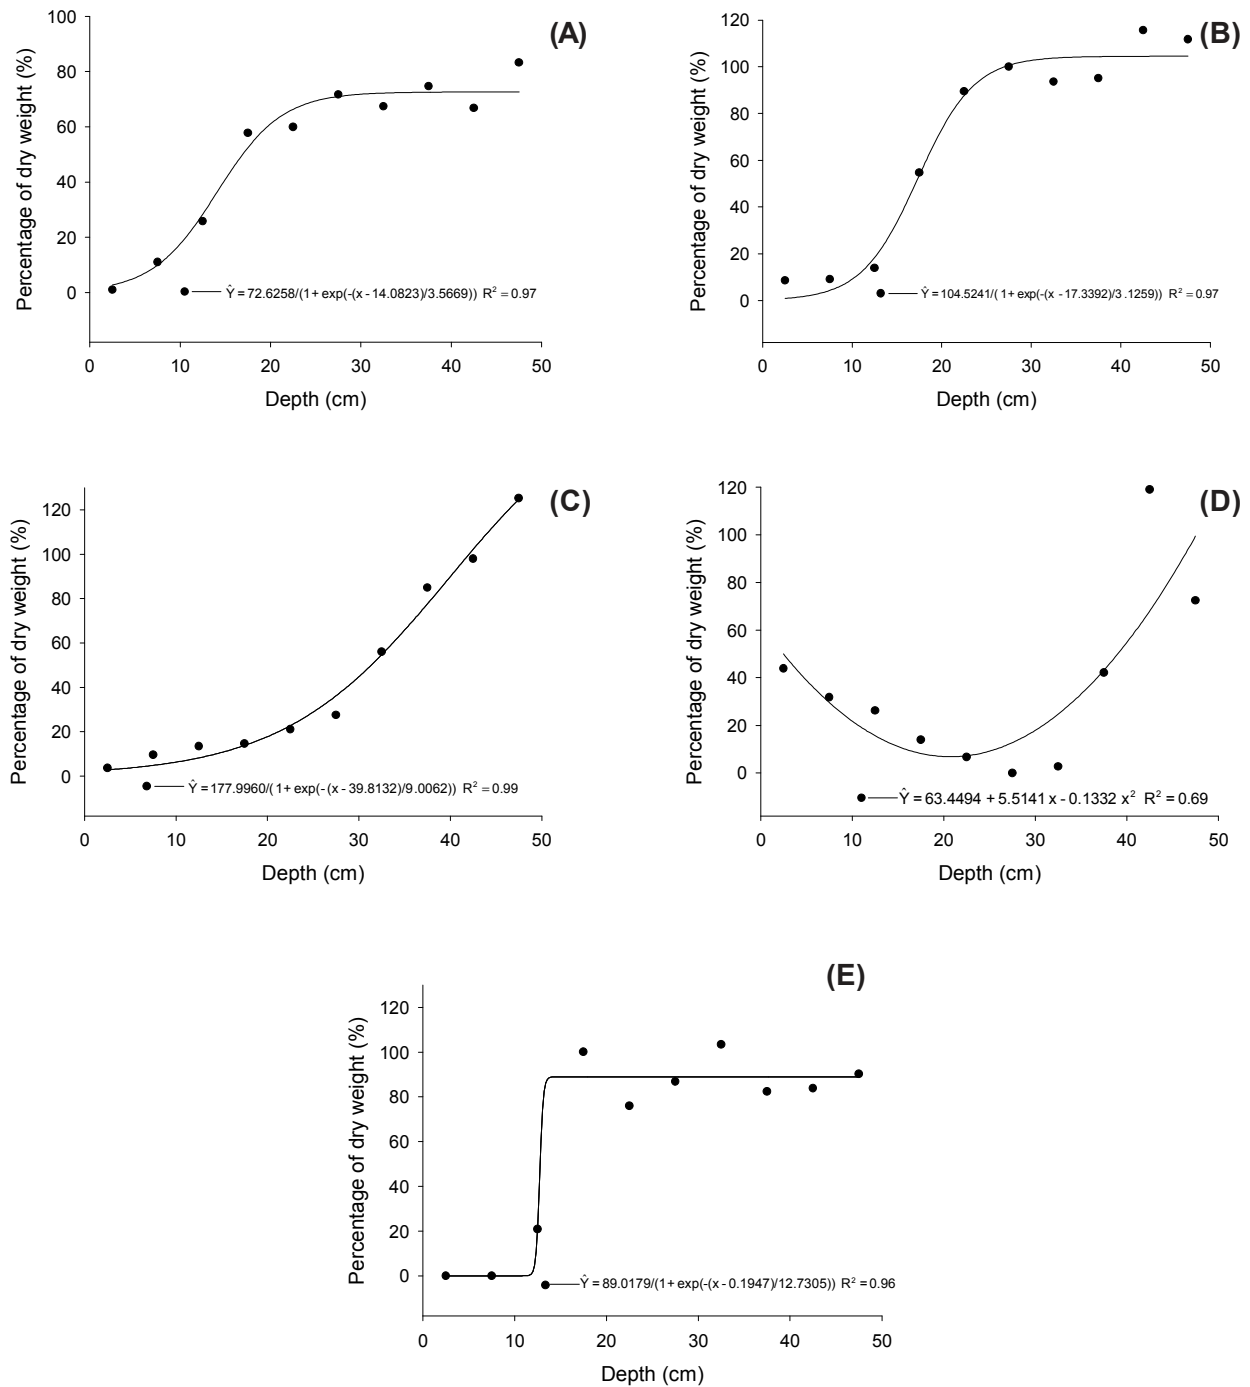 (A)
Percentage of dry weight (%)
100
80
60
40
20
0
Ŷ = 72.6258/(1+ exp(-(x - 14.0823)/3.5669)) R² = 0.97
0 10 20 30 40 50
Depth (cm)
(B)
Percentage of dry weight (%)
120
100
80
60
40
20
0
Ŷ = 104.5241/( 1+ exp(-(x - 17.3392)/3 .1259)) R² = 0.97
0 10 20 30 40 50
Depth (cm)
(C)
Percentage of dry weight (%)
120
100
80
60
40
20
0
Ŷ = 177.9960/(1+ exp(-(x - 39.8132)/9.0062)) R² = 0.99
0 10 20 30 40 50
Depth (cm)
(D)
Percentage of dry weight (%)
120
100
80
60
40
20
0
Ŷ = 63.4494 + 5.5141 x - 0.1332 x² R² = 0.69
0 10 20 30 40 50
Depth (cm)
(E)
Percentage of dry weight (%)
120
100
80
60
40
20
0
Ŷ = 89.0179/(1+ exp(-(x - 0.1947)/12.7305)) R² = 0.96
0 10 20 30 40 50
Depth (cm)